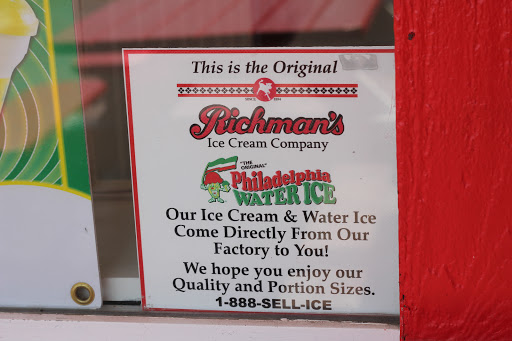 This is the Original
SINCE 1894
Richman's
Ice Cream Company
"THE ORIGINAL"
Philadelphia
WATER ICE
Our Ice Cream & Water Ice
Come Directly From Our
Factory to You!
We hope you enjoy our
Quality and Portion Sizes.
1-888-SELL-ICE